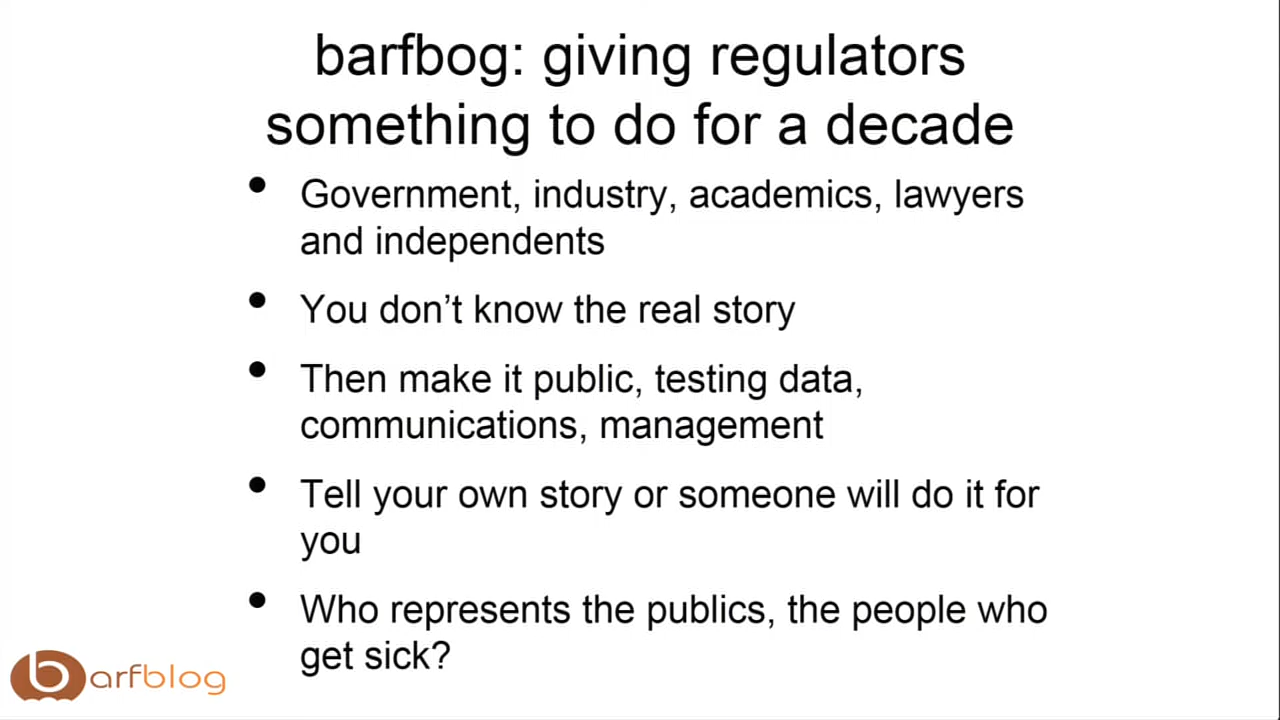 barfbog: giving regulators
something to do for a decade
• Government, industry, academics, lawyers
and independents
• You don’t know the real story
• Then make it public, testing data,
communications, management
• Tell your own story or someone will do it for
you
• Who represents the publics, the people who
get sick?
barfblog